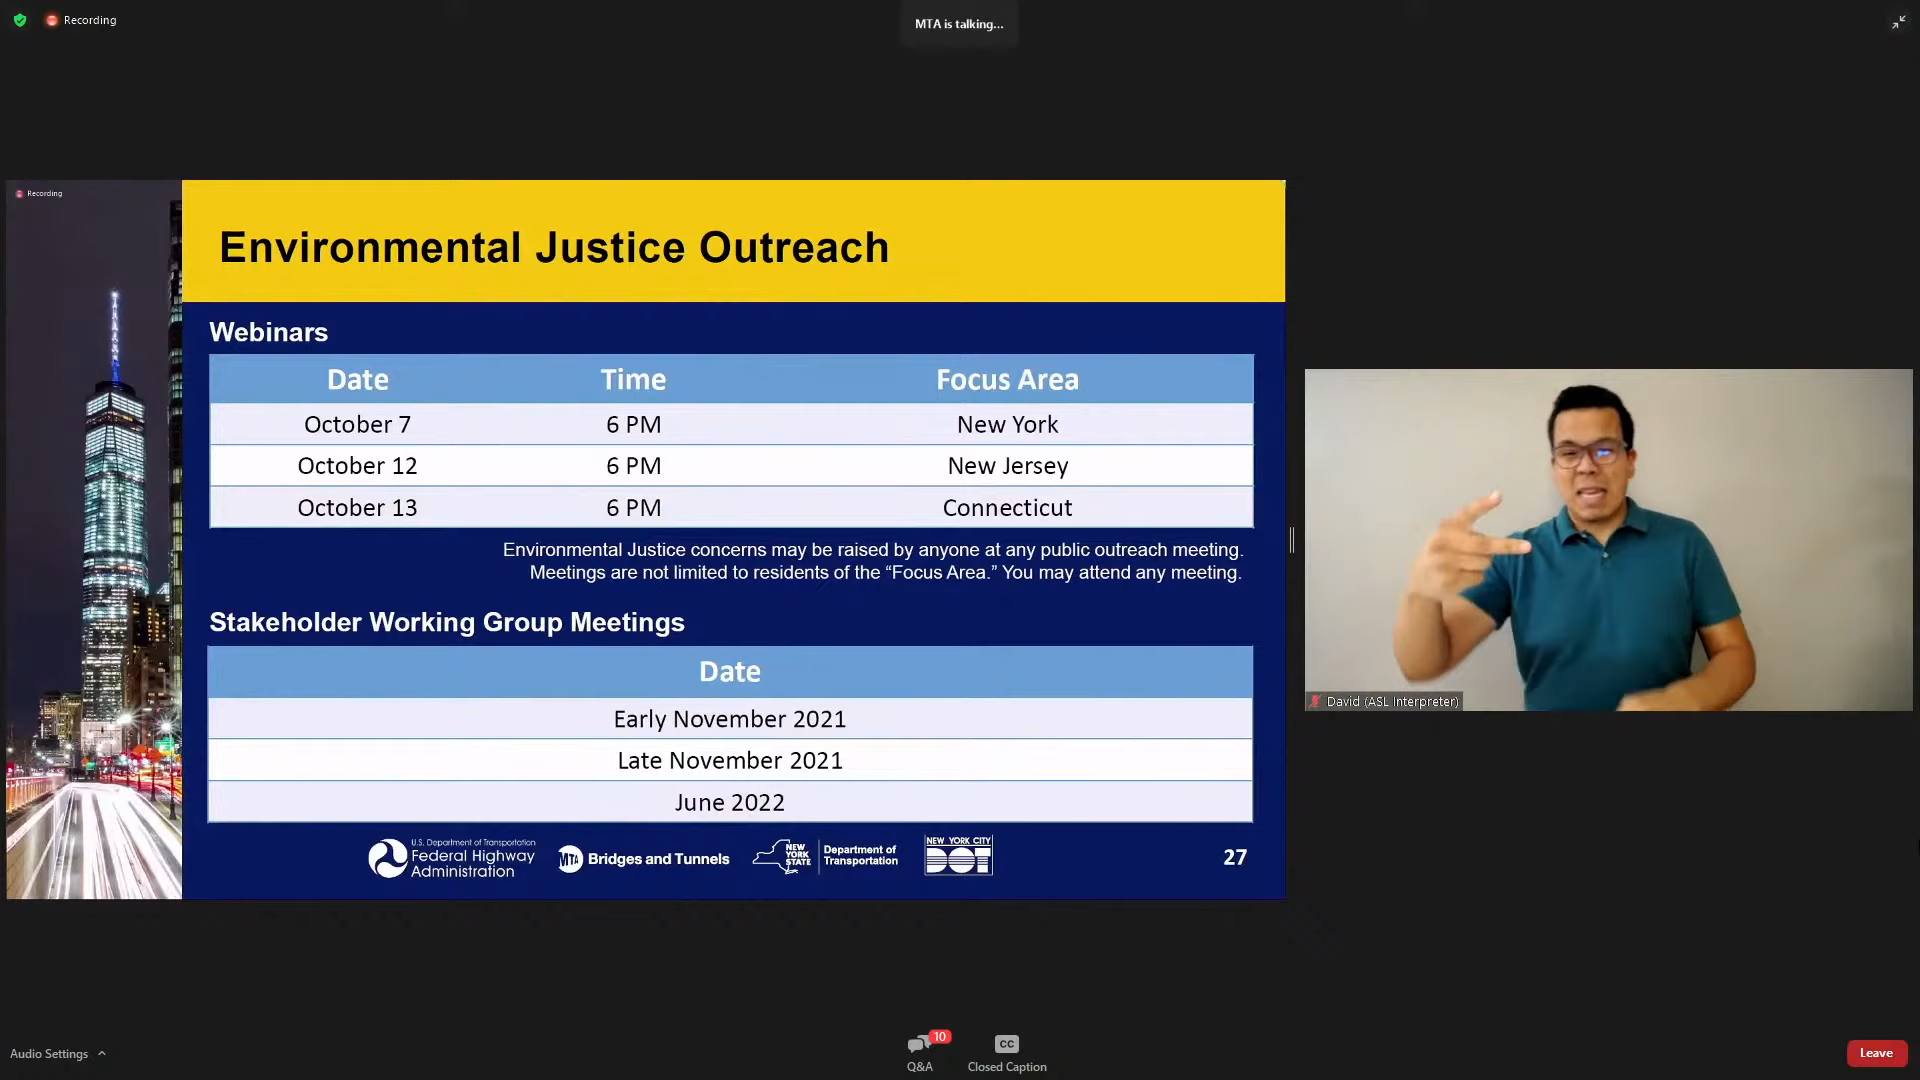 Recording
MTA is talking...
Recording
Environmental Justice Outreach
Webinars
Date Time Focus Area
October 7 6 PM New York
October 12 6 PM New Jersey
October 13 6 PM Connecticut
Environmental Justice concerns may be raised by anyone at any public outreach meeting.
Meetings are not limited to residents of the “Focus Area.” You may attend any meeting.
Stakeholder Working Group Meetings
Date
Early November 2021
Late November 2021
June 2022
U.S. Department of Transportation
Federal Highway
Administration
MTA Bridges and Tunnels
NEW
YORK
STATE
Department of
Transportation
NEW YORK CITY
DOT
27
David (ASL Interpreter)
Audio Settings
10
Q&A
CC
Closed Caption
Leave